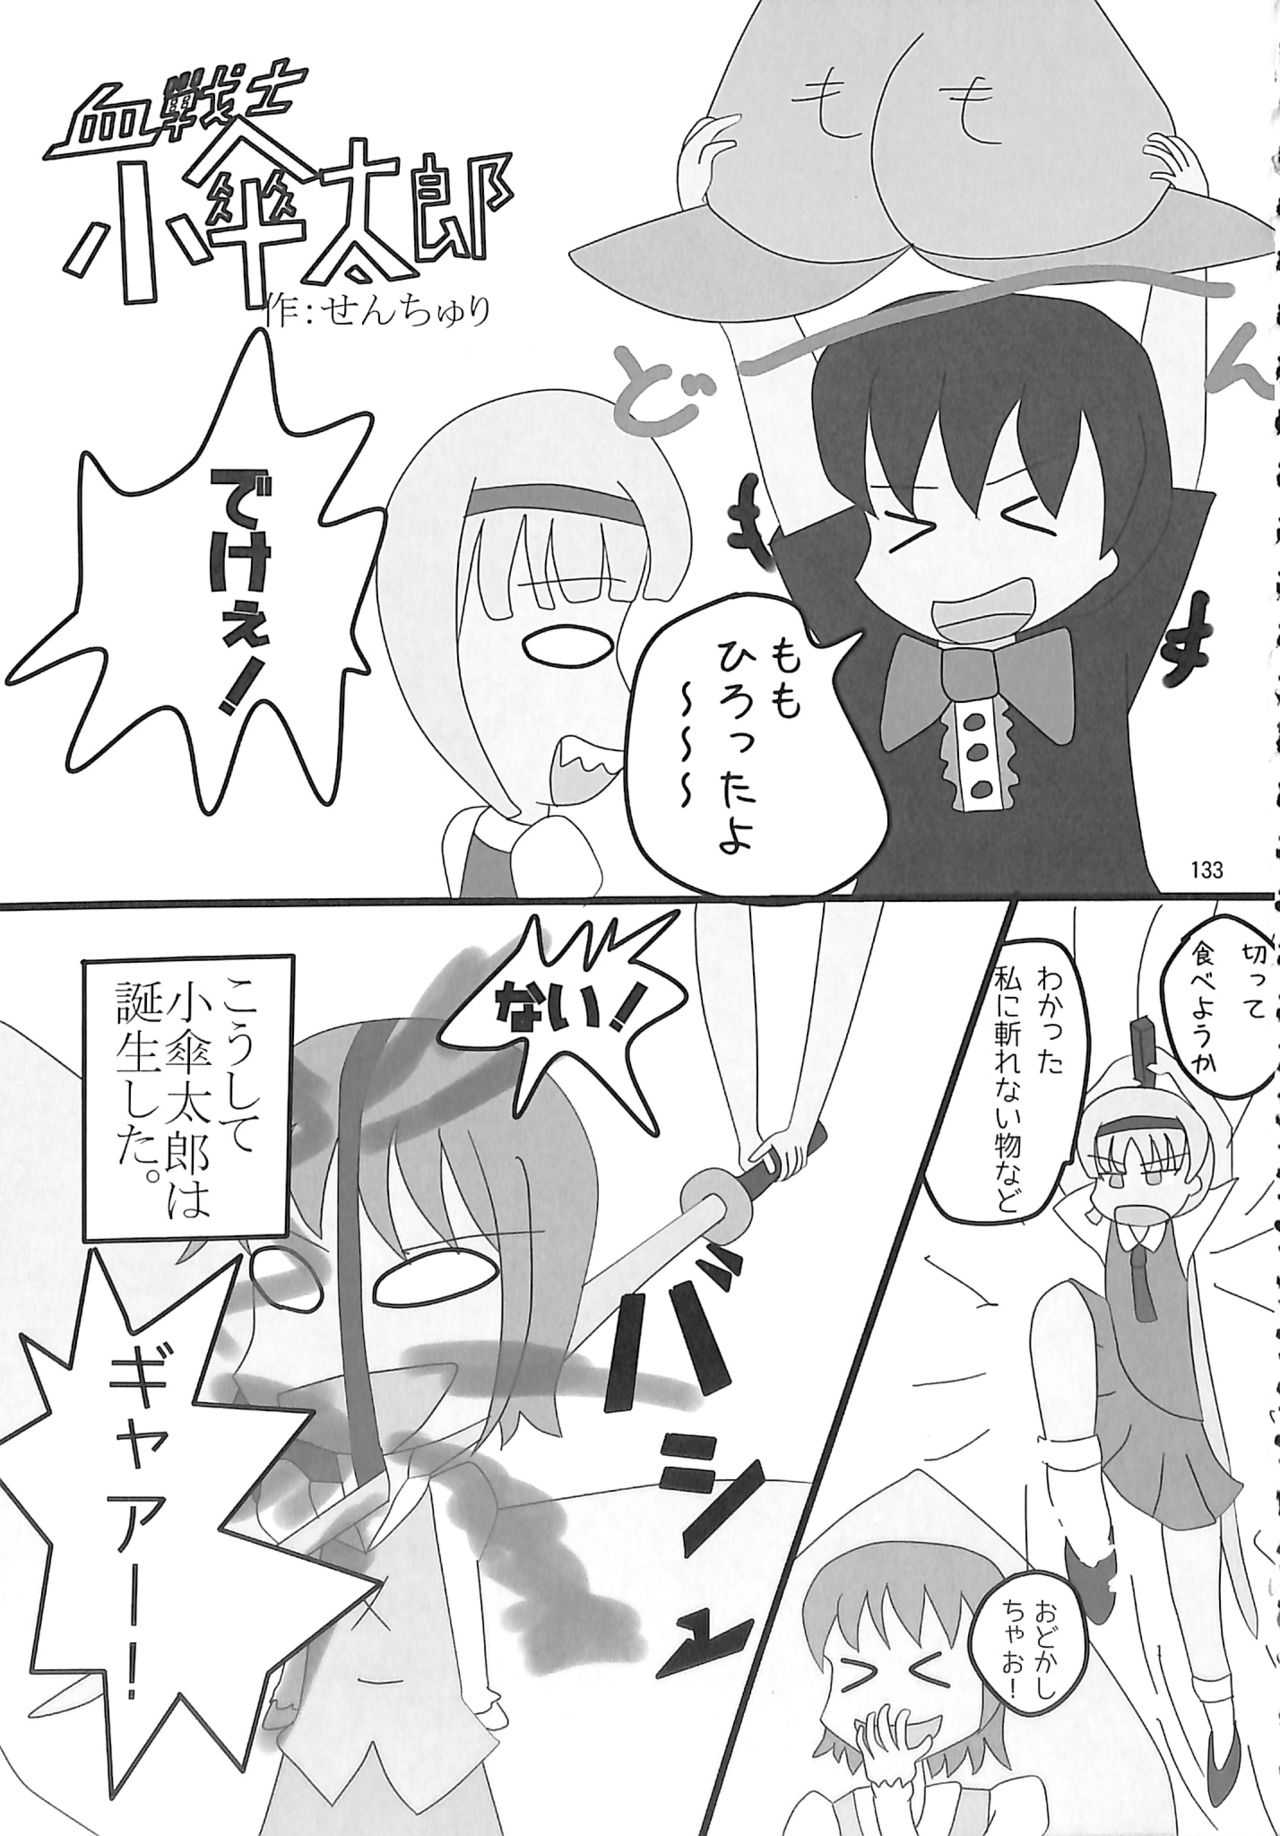 血戦士
小傘太郎
作：せんちゅり
もも
どーん
もも
ひろったよ
～～～
もぎ
でけぇ！
133
切って
食べようか
わかった
私に斬れない物など
おどかし
ちゃお！
ない！
バシーン
こうして
小傘太郎は
誕生した。
ギャアー！